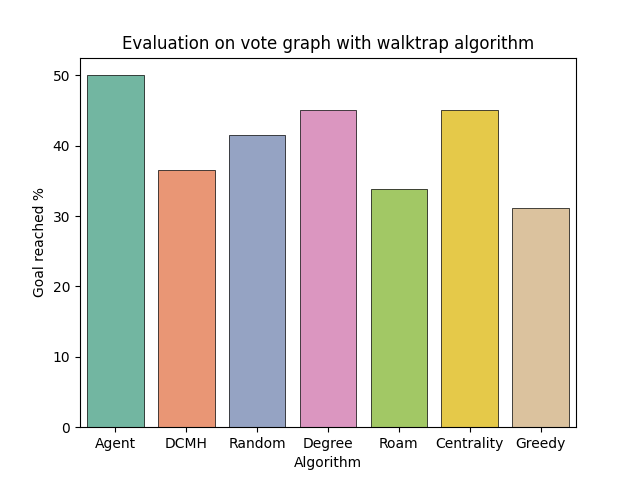 Evaluation on vote graph with walktrap algorithm
Goal reached %
50
40
30
20
10
0
Agent DCMH Random Degree Roam Centrality Greedy
Algorithm